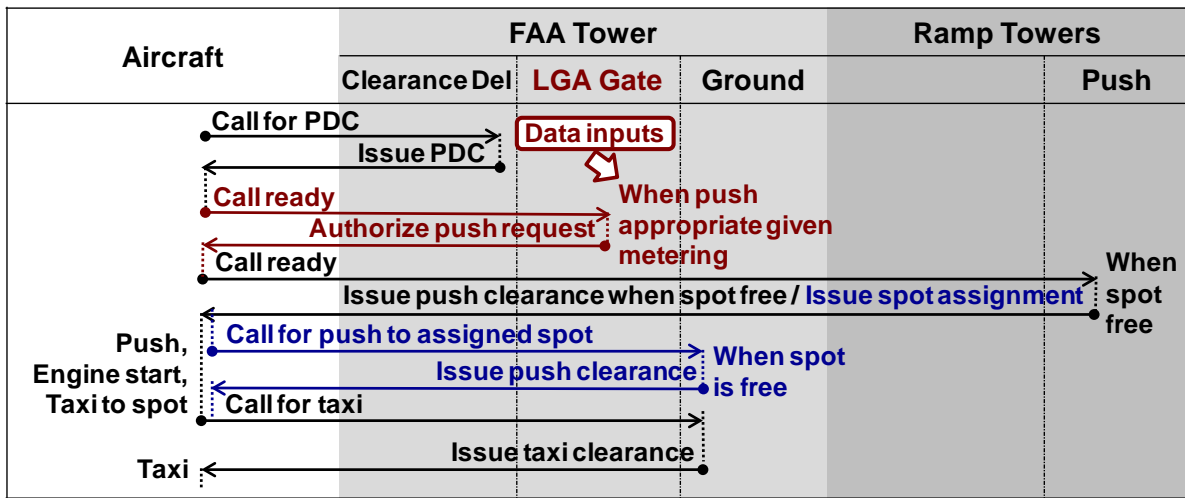 Aircraft
FAA Tower
Ramp Towers
Clearance Del
LGA Gate
Ground
Push
Call for PDC
Data inputs
Issue PDC
Call ready
When push
appropriate given
metering
Authorize push request
Call ready
When
spot
free
Issue push clearance when spot free / Issue spot assignment
Call for push to assigned spot
When spot
is free
Push,
Engine start,
Taxi to spot
Issue push clearance
Call for taxi
Issue taxi clearance
Taxi